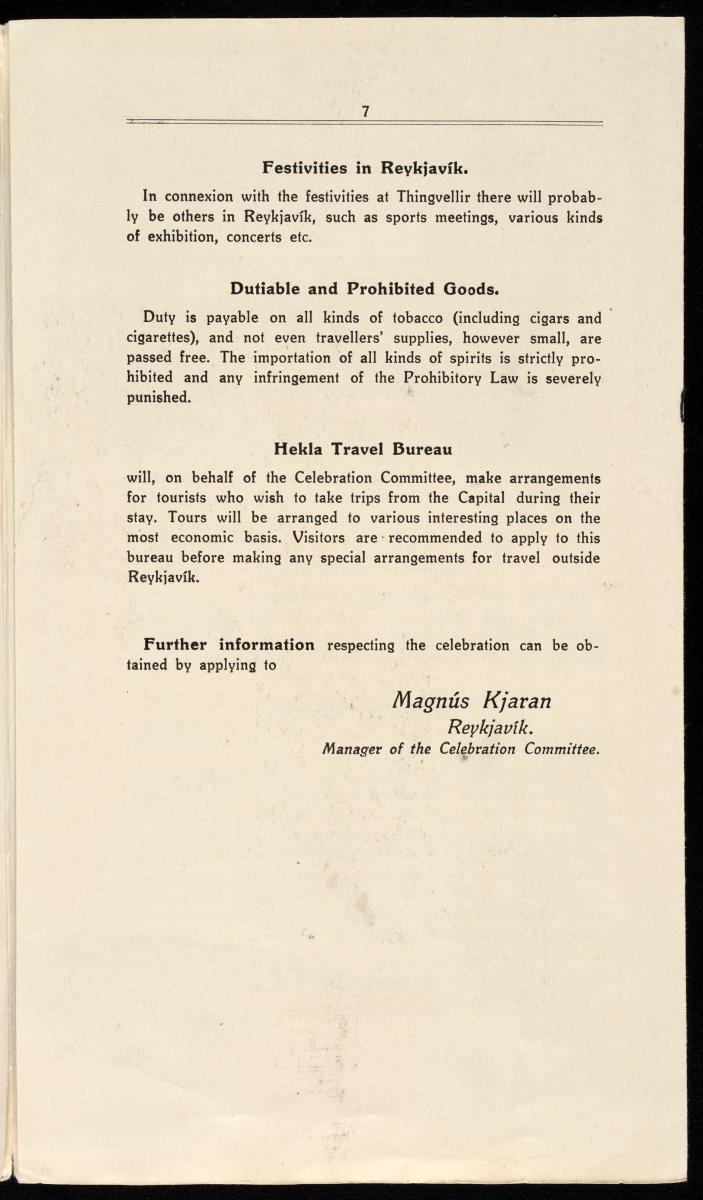 7
Festivities in Reykjavík.
In connexion with the festivities at Thingvellir there will probab-
ly be others in Reykjavík, such as sports meetings, various kinds
of exhibition, concerts etc.
Dutiable and Prohibited Goods.
Duty is payable on all kinds of tobacco (including cigars and
cigarettes), and not even travellers' supplies, however small, are
passed free. The importation of all kinds of spirits is strictly pro-
hibited and any infringement of the Prohibitory Law is severely
punished.
Hekla Travel Bureau
will, on behalf of the Celebration Committee, make arrangements
for tourists who wish to take trips from the Capital during their
stay. Tours will be arranged to various interesting places on the
most economic basis. Visitors are recommended to apply to this
bureau before making any special arrangements for travel outside
Reykjavík.
Further information respecting the celebration can be ob-
tained by applying to
Magnús Kjaran
Reykjavík.
Manager of the Celebration Committee.